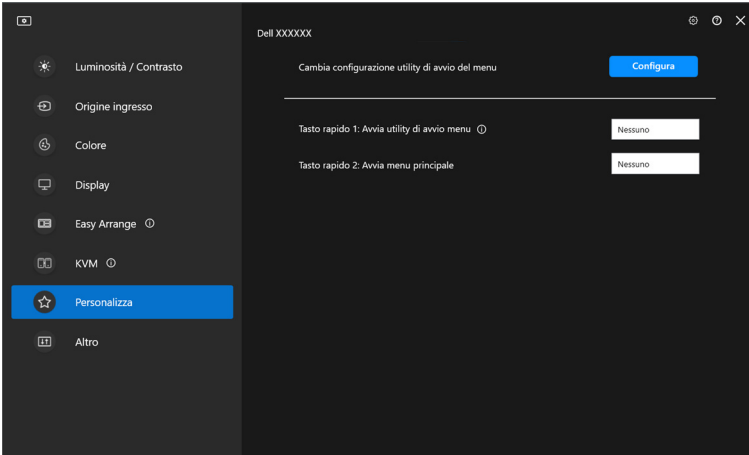 Dell XXXXXX
Luminosità / Contrasto
Origine ingresso
Colore
Display
Easy Arrange
KVM
Personalizza
Altro
Cambia configurazione utility di avvio del menu
Configura
Tasto rapido 1: Avvia utility di avvio menu
Nessuno
Tasto rapido 2: Avvia menu principale
Nessuno